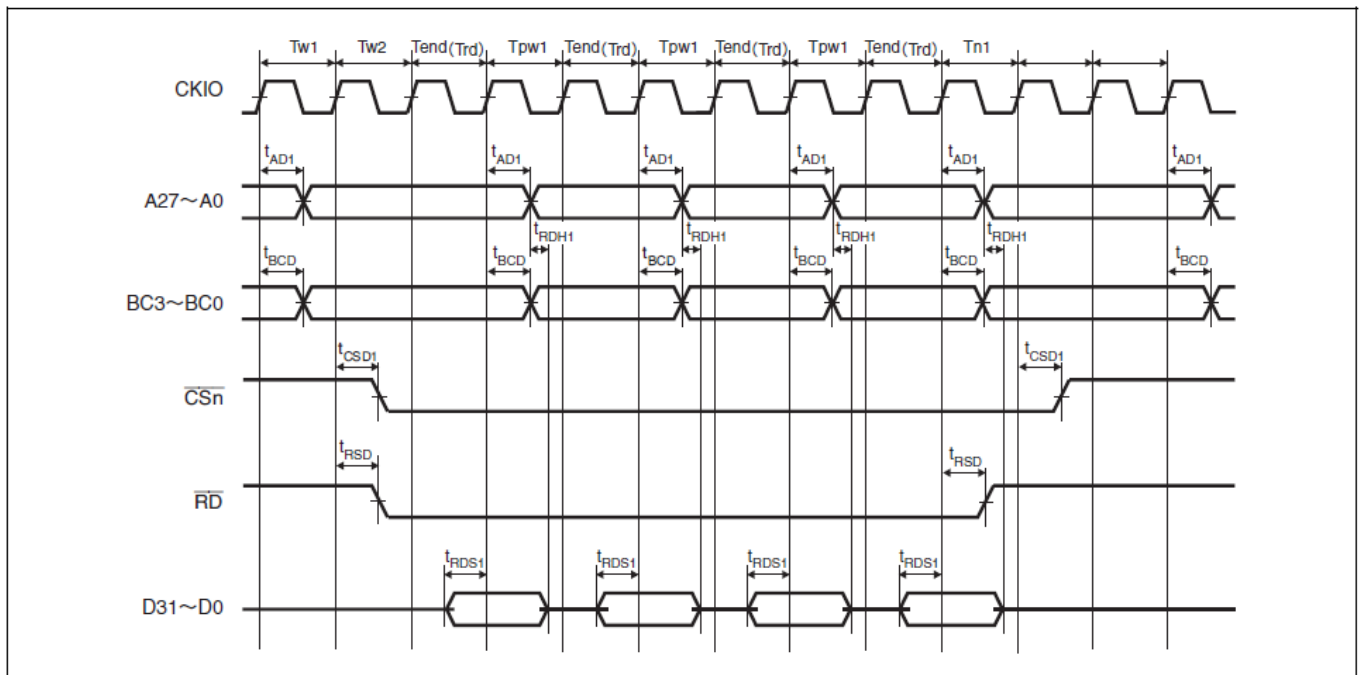 Tw1 Tw2 Tend(Trd) Tpw1 Tend(Trd) Tpw1 Tend(Trd) Tpw1 Tend(Trd) Tn1
CKIO
tAD1 tAD1 tAD1 tAD1 tAD1 tAD1
A27～A0
tRDH1 tRDH1 tRDH1 tRDH1
tBCD tBCD tBCD tBCD tBCD tBCD
BC3～BC0
tCSD1 tCSD1
CSn
tRSD tRSD
RD
tRDS1 tRDS1 tRDS1 tRDS1
D31～D0